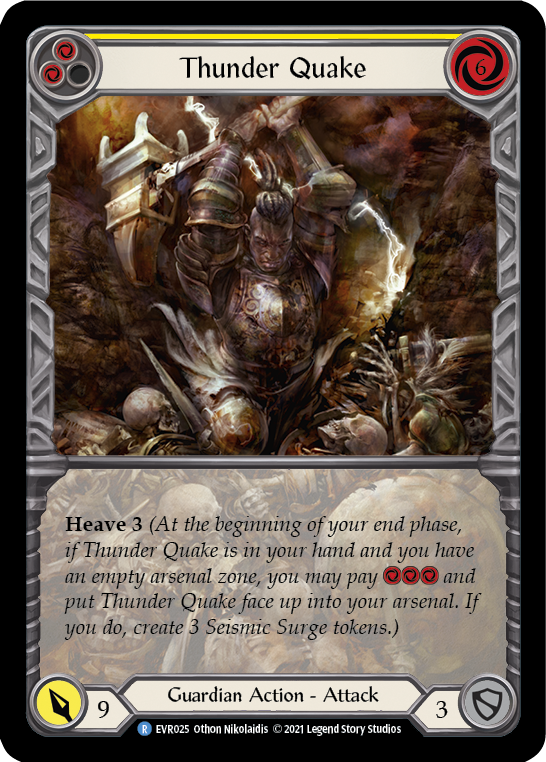 Thunder Quake
6
Heave 3 (At the beginning of your end phase,
if Thunder Quake is in your hand and you have
an empty arsenal zone, you may pay and
put Thunder Quake face up into your arsenal. If
you do, create 3 Seismic Surge tokens.)
Guardian Action - Attack
9
3
R EVR025 Othon Nikolaidis © 2021 Legend Story Studios